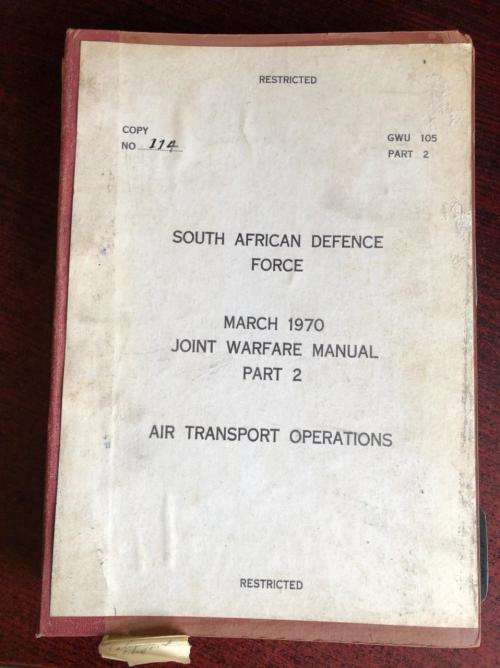 RESTRICTED
COPY
NO 114
GWU 105
PART 2
SOUTH AFRICAN DEFENCE
FORCE
MARCH 1970
JOINT WARFARE MANUAL
PART 2
AIR TRANSPORT OPERATIONS
RESTRICTED